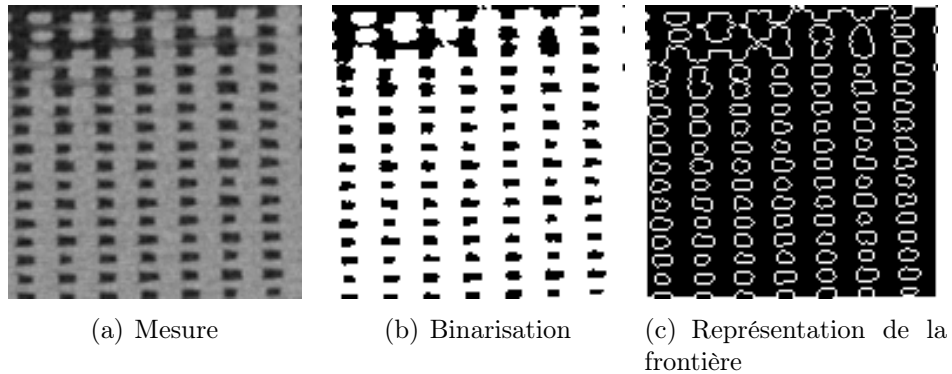 (a) Mesure
(b) Binarisation
(c) Représentation de la
frontière